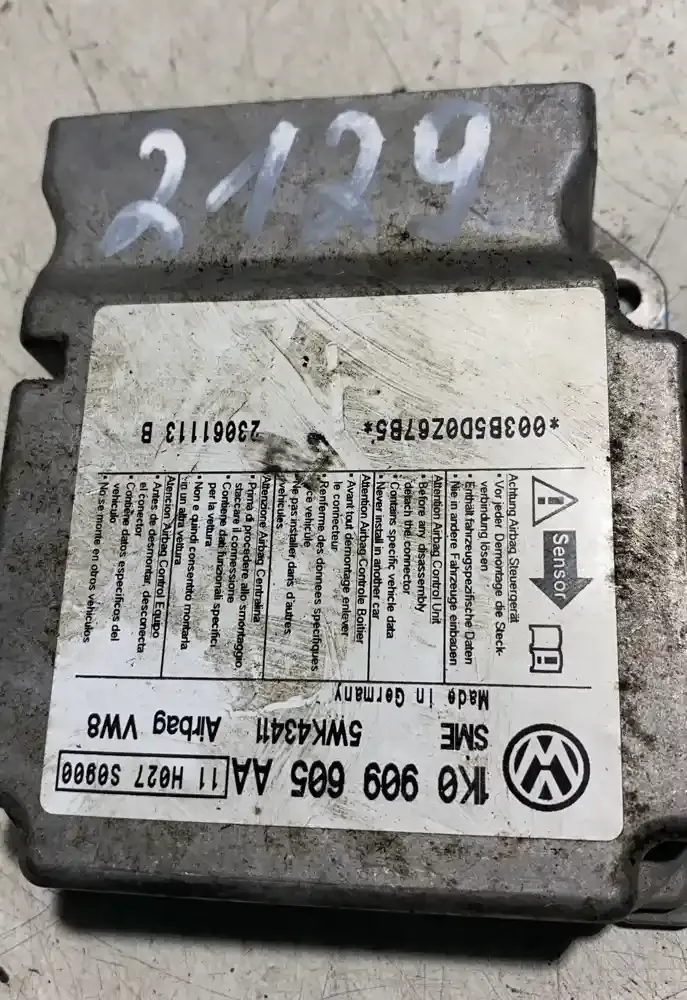 2129
1K0 909 605 AA 11 H027 S0900
SME 5WK43411 Airbag VW8
Made in Germany
Sensor
Achtung Airbag Steuergerät
• Vor jeder Demontage die Steck-
verbindung lösen
• Enthält fahrzeugspezifische Daten
• Nie in andere Fahrzeuge einbauen
Attention Airbag Control Unit
• Before any disassembly
detach the connector
• Contains specific vehicle data
• Never install in another car
Attention Airbag-Controle Boitier
• Avant tout démontage enlever
le connecteur
• Renferme des données spécifiques
ce véhicule
• Ne pas installer dans d'autres
véhicules
Attenzione Airbag Centralina
• Prima di procedere allo smontaggio
staccare il connessione
• Contiene dati funzionali specifici
per la vettura
• Non e quindi consentito montarla
un altra vettura
Atencion Airbag Control Equipo
• Antes de desmontar desconecta
el conector
• Contiene datos especificos del
vehículo
• No se monte en otros vehículos
*003B5D0Z67B5* 23061113 B